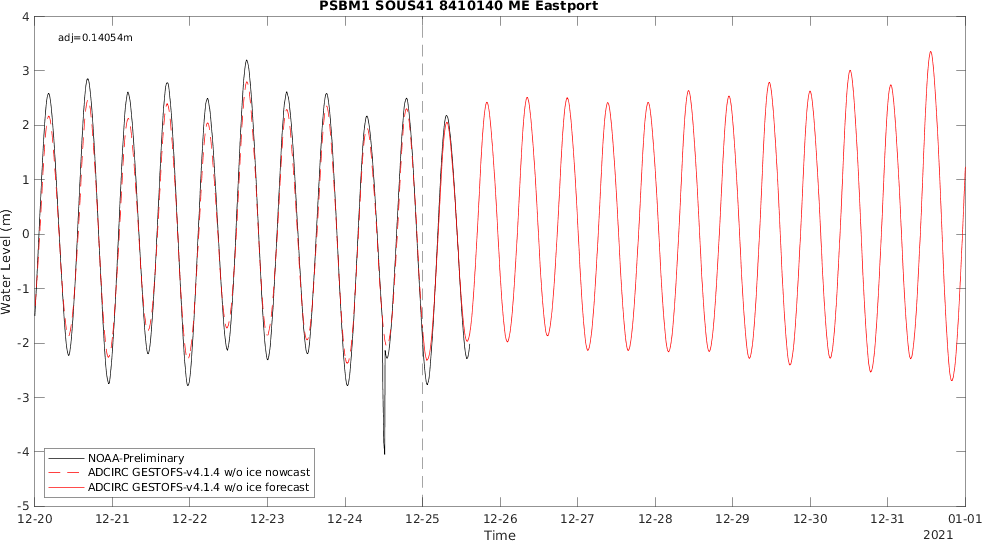 PSBM1 SOUS41 8410140 ME Eastport
adj=0.14054m
4
3
2
1
0
-1
-2
-3
-4
-5
Water Level (m)
NOAA-Preliminary
ADCIRC GESTOFS-v4.1.4 w/o ice nowcast
ADCIRC GESTOFS-v4.1.4 w/o ice forecast
12-20 12-21 12-22 12-23 12-24 12-25 12-26 12-27 12-28 12-29 12-30 12-31 01-01
Time
2021